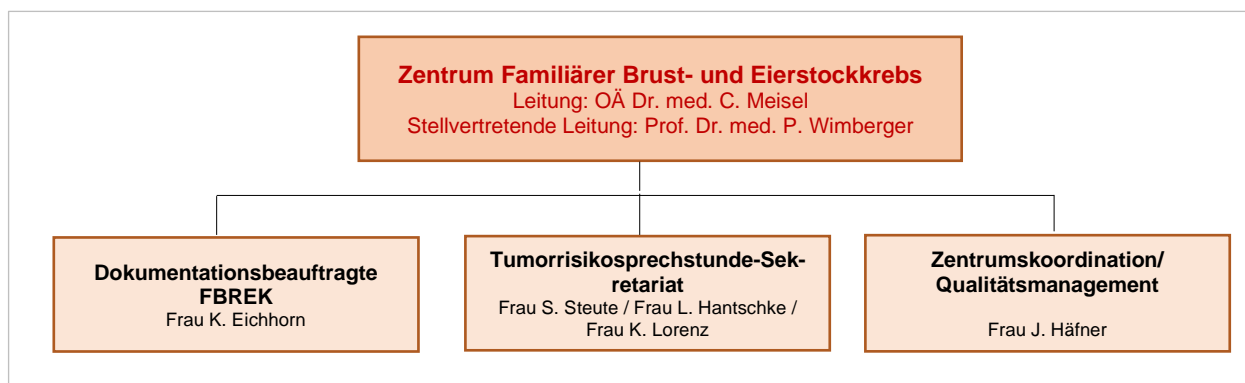 Zentrum Familiärer Brust- und Eierstockkrebs
Leitung: OÄ Dr. med. C. Meisel
Stellvertretende Leitung: Prof. Dr. med. P. Wimberger
Dokumentationsbeauftragte
FBREK
Frau K. Eichhorn
Tumorrisikosprechstunde-Sek-
retariat
Frau S. Steute / Frau L. Hantschke /
Frau K. Lorenz
Zentrumskoordination/
Qualitätsmanagement
Frau J. Häfner